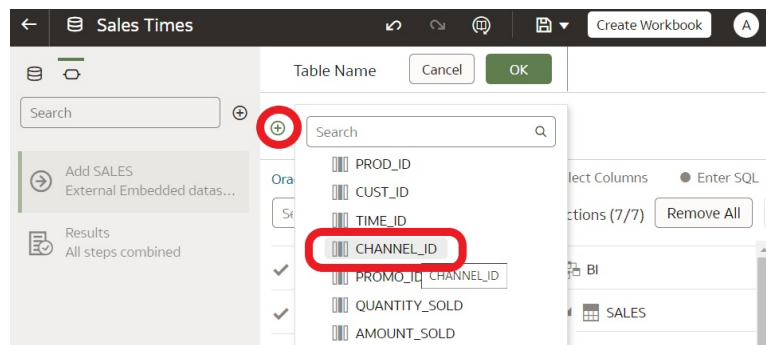 Sales Times
Create Workbook
A
Table Name
Cancel
OK
Search
Search
Add SALES
External Embedded datas...
Results
All steps combined
PROD_ID
CUST_ID
TIME_ID
CHANNEL_ID
PROMO_ID
CHANNEL_ID
QUANTITY_SOLD
AMOUNT_SOLD
Ora
lect Columns
Enter SQL
Se
ctions (7/7)
Remove All
BI
SALES